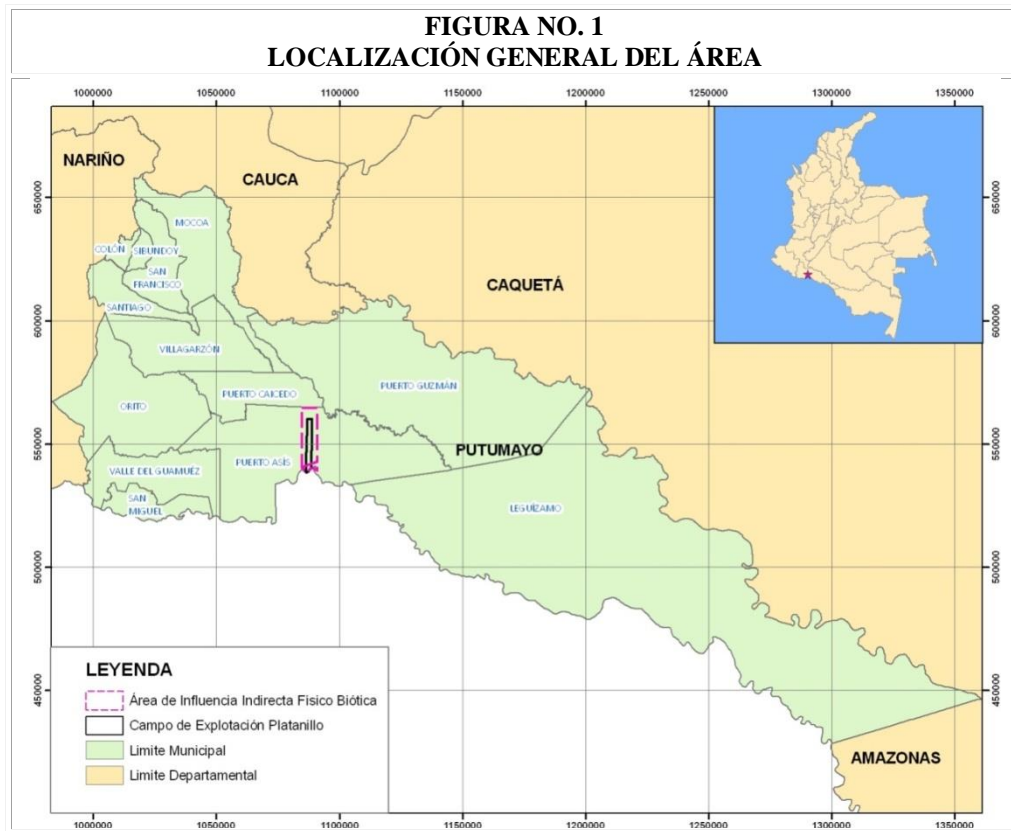 FIGURA NO. 1
LOCALIZACIÓN GENERAL DEL ÁREA
1000000 1050000 1100000 1150000 1200000 1250000 1300000 1350000
NARIÑO
CAUCA
650000 650000
MOCOA
COLÓN SIBUNDOY
SAN
FRANCISCO
CAQUETÁ
SANTIAGO
600000 600000
VILLAGARZÓN
PUERTO CAICEDO
PUERTO GUZMÁN
ORITO
550000 550000
PUTUMAYO
PUERTO ASÍS
VALLE DEL GUAMUÉZ
SAN
MIGUEL
LEGUÍZAMO
500000 500000
LEYENDA
Área de Influencia Indirecta Fisico Biótica
450000 450000
Campo de Explotación Platanillo
Limite Municipal
Limite Departamental
AMAZONAS
1000000 1050000 1100000 1150000 1200000 1250000 1300000 1350000